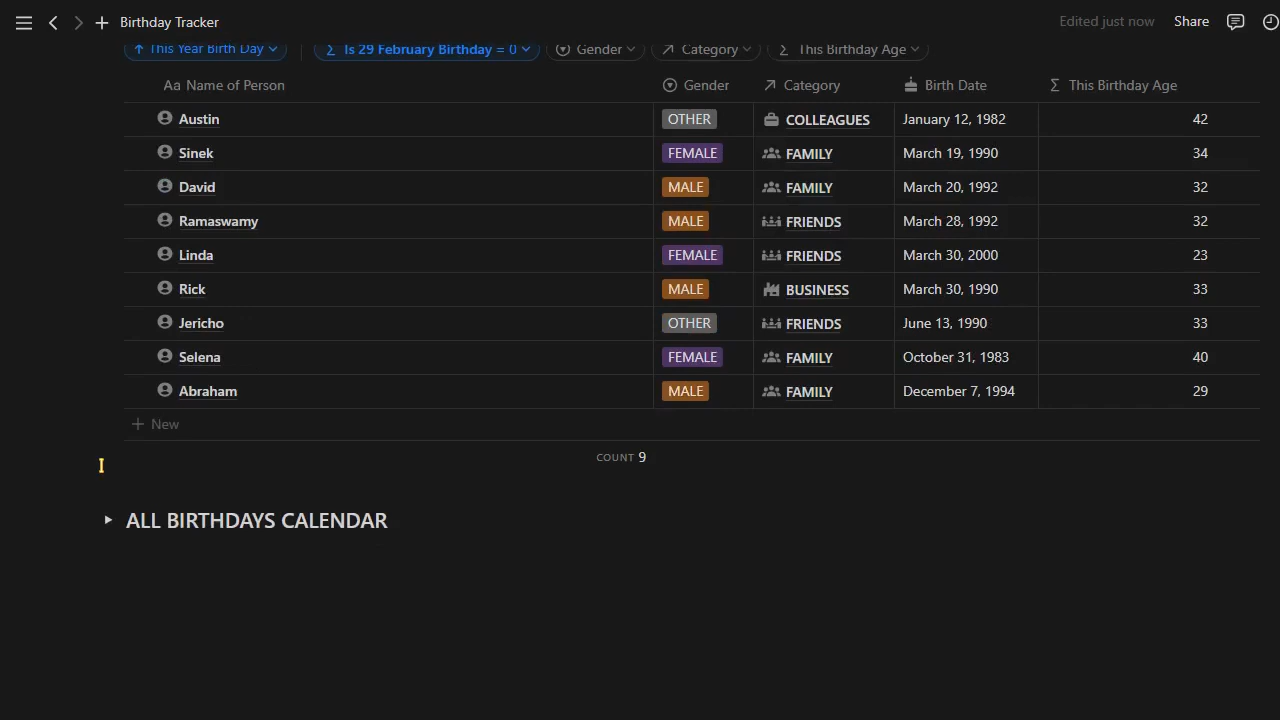 Birthday Tracker Edited just now Share
This Year Birth Day Is 29 February Birthday = 0 Gender Category This Birthday Age
Aa Name of Person Gender Category Birth Date This Birthday Age
Austin OTHER COLLEAGUES January 12, 1982 42
Sinek FEMALE FAMILY March 19, 1990 34
David MALE FAMILY March 20, 1992 32
Ramaswamy MALE FRIENDS March 28, 1992 32
Linda FEMALE FRIENDS March 30, 2000 23
Rick MALE BUSINESS March 30, 1990 33
Jericho OTHER FRIENDS June 13, 1990 33
Selena FEMALE FAMILY October 31, 1983 40
Abraham MALE FAMILY December 7, 1994 29
New
COUNT 9
ALL BIRTHDAYS CALENDAR